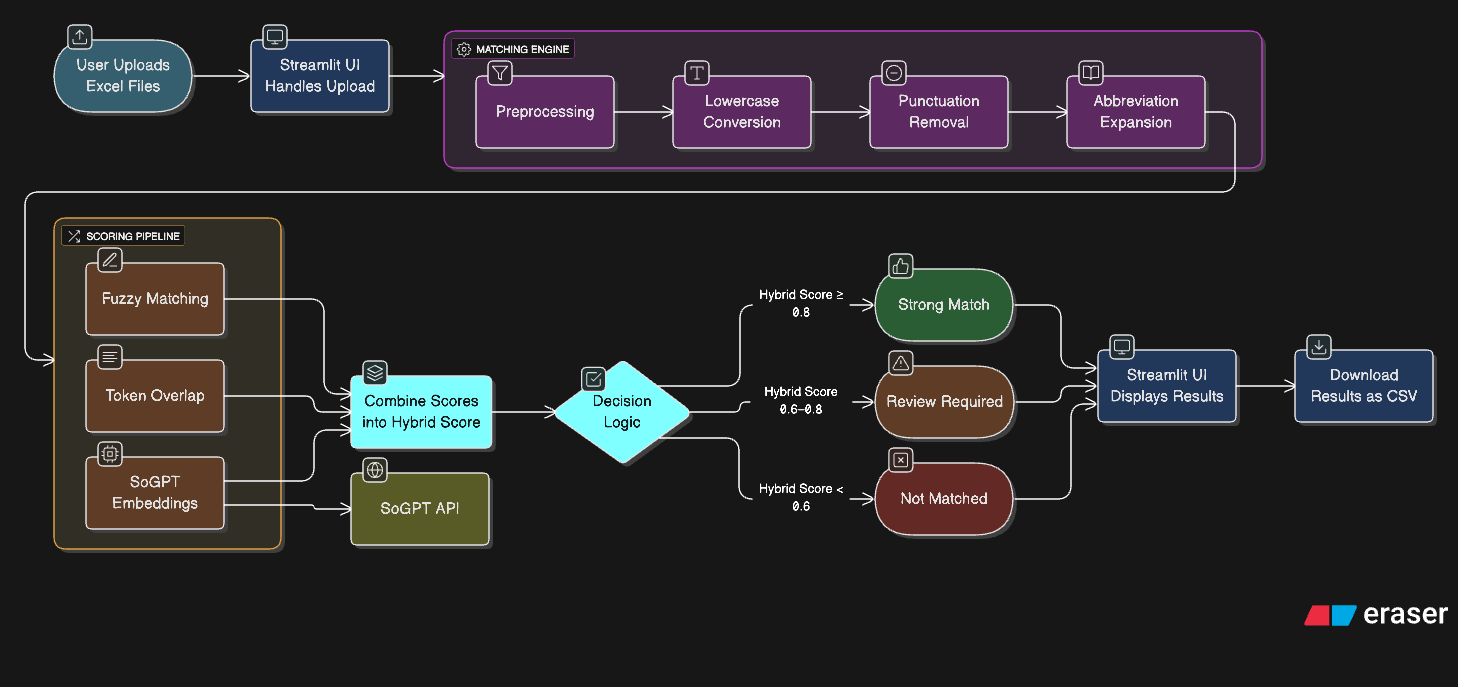 User Uploads
Excel Files
Streamlit UI
Handles Upload
MATCHING ENGINE
Preprocessing
Lowercase
Conversion
Punctuation
Removal
Abbreviation
Expansion
SCORING PIPELINE
Fuzzy Matching
Token Overlap
SoGPT
Embeddings
Combine Scores
into Hybrid Score
SoGPT API
Decision
Logic
Hybrid Score ≥
0.8
Hybrid Score
0.6–0.8
Hybrid Score <
0.6
Strong Match
Review Required
Not Matched
Streamlit UI
Displays Results
Download
Results as CSV
eraser